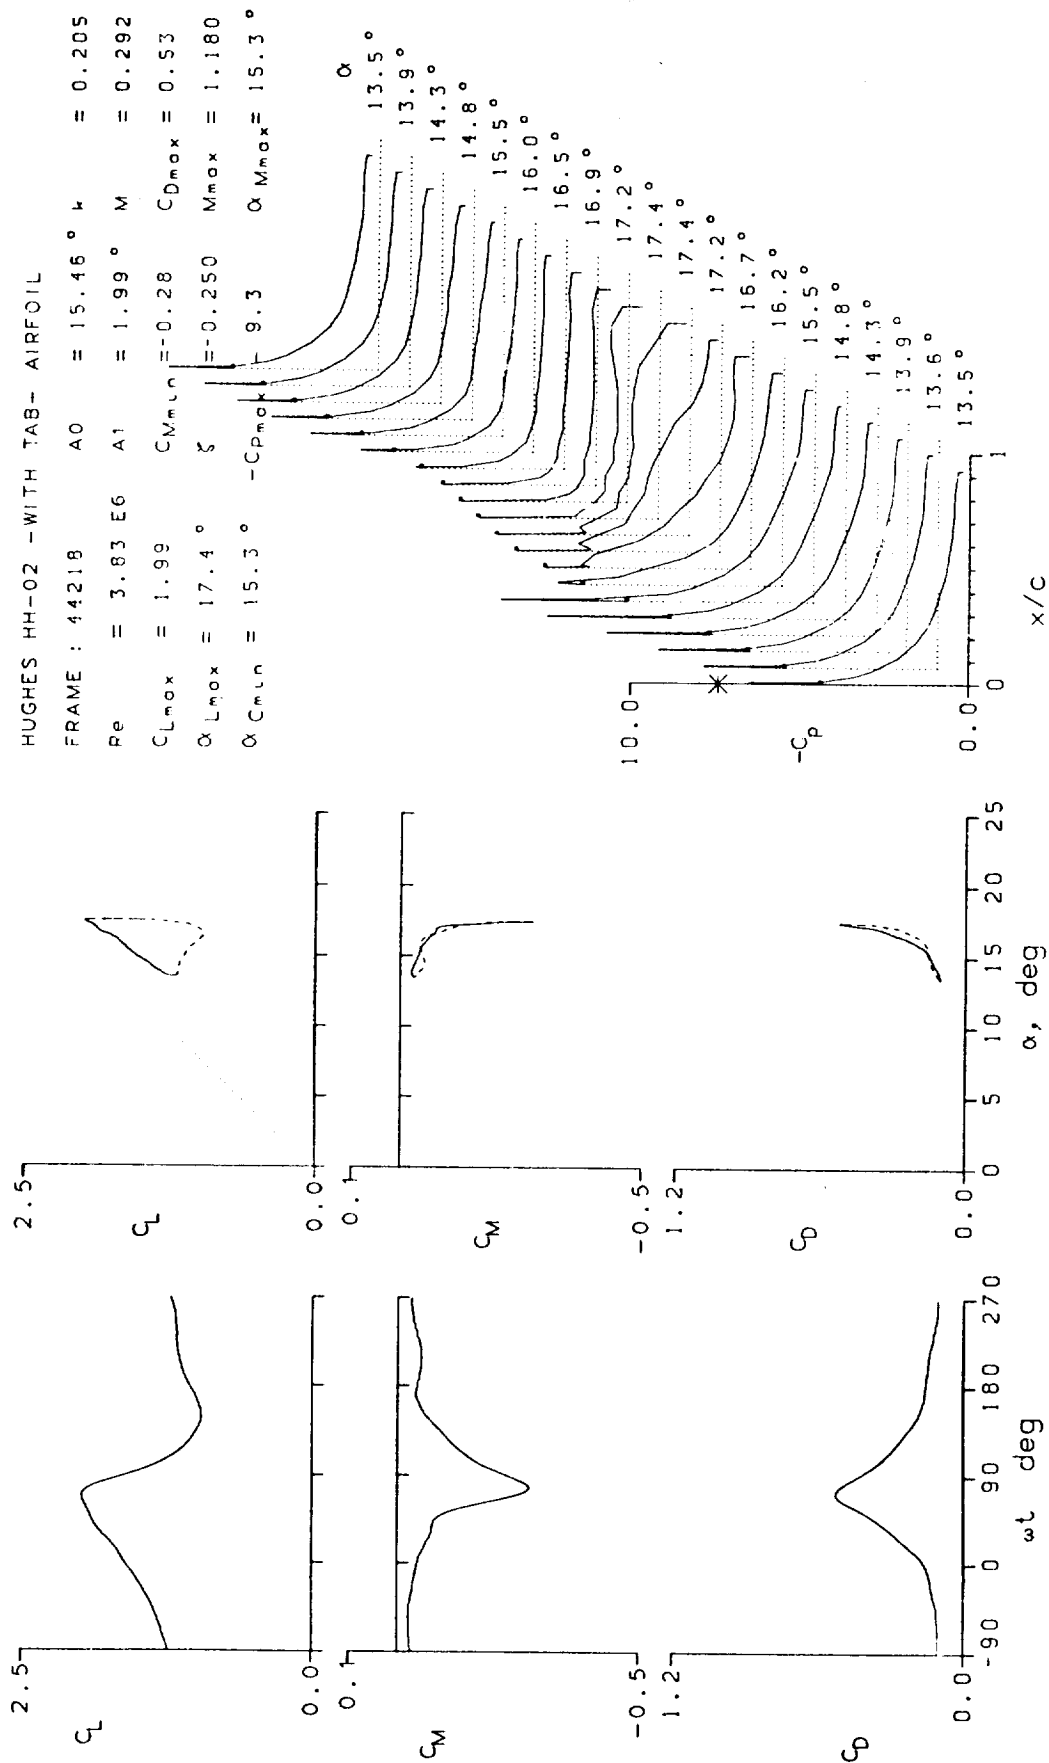 HUGHES HH-02 -WITH TAB- AIRFOIL
FRAME : 44218 A0 = 15.46° k = 0.205
Re = 3.83 E6 A1 = 1.99° M = 0.292
CLmax = 1.99 CMmin =-0.28 CDmax = 0.53
αLmax = 17.4° ζ =-0.250 Mmax = 1.180
αCmin = 15.3° -CPmax 9.3 αMmax= 15.3°
2.5
CL
0.0
0.1
CM
-0.5
1.2
CD
0.0
-90 0 90 180 270
ωt deg
2.5
CL
0.0
0.1
CM
-0.5
1.2
CD
0.0
0 5 10 15 20 25
α, deg
α
13.5°
13.9°
14.3°
14.8°
15.5°
16.0°
16.5°
16.9°
17.2°
17.4°
17.4°
17.2°
16.7°
16.2°
15.5°
14.8°
14.3°
13.9°
13.6°
13.5°
10.0
-Cp
0.0
0 1
x/c